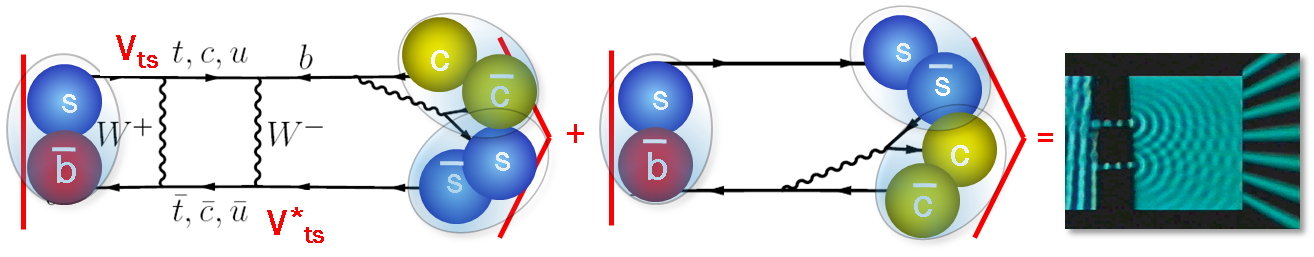 V_ts t, c, u b c c̄
s b̄ W⁺ W⁻ s s̄
t̄, c̄, ū V*_ts
+
s b̄ s s̄ c c̄
=